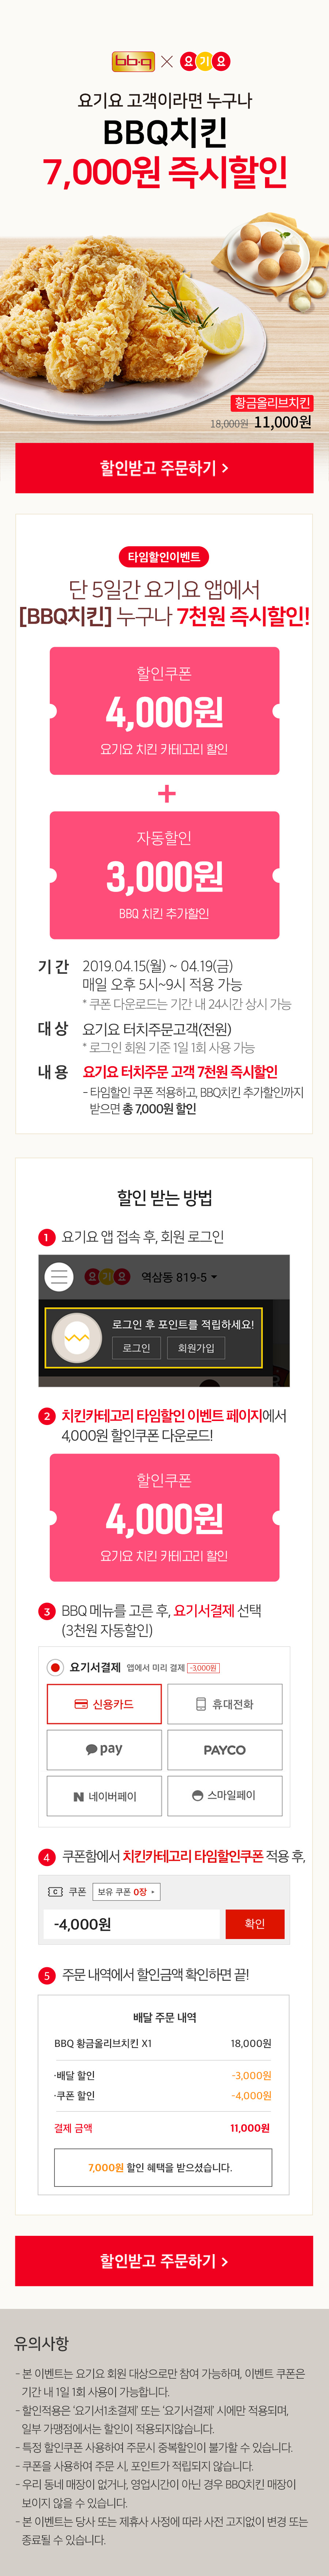 bb.q × 요기요
요기요 고객이라면 누구나
BBQ치킨
7,000원 즉시할인
황금올리브치킨
18,000원 11,000원
할인받고 주문하기 >
타임할인이벤트
단 5일간 요기요 앱에서
[BBQ치킨] 누구나 7천원 즉시할인!
할인쿠폰
4,000원
요기요 치킨 카테고리 할인
+
자동할인
3,000원
BBQ 치킨 추가할인
기 간 2019.04.15(월) ~ 04.19(금)
매일 오후 5시~9시 적용 가능
* 쿠폰 다운로드는 기간 내 24시간 상시 가능
대 상 요기요 터치주문고객(전원)
* 로그인 회원 기준 1일 1회 사용 가능
내 용 요기요 터치주문 고객 7천원 즉시할인
- 타임할인 쿠폰 적용하고, BBQ치킨 추가할인까지
받으면 총 7,000원 할인
할인 받는 방법
1 요기요 앱 접속 후, 회원 로그인
요기요 역삼동 819-5
로그인 후 포인트를 적립하세요!
로그인 회원가입
2 치킨카테고리 타임할인 이벤트 페이지에서
4,000원 할인쿠폰 다운로드!
할인쿠폰
4,000원
요기요 치킨 카테고리 할인
3 BBQ 메뉴를 고른 후, 요기서결제 선택
(3천원 자동할인)
요기서결제 앱에서 미리 결제 -3,000원
신용카드 휴대전화
pay PAYCO
N 네이버페이 스마일페이
4 쿠폰함에서 치킨카테고리 타임할인쿠폰 적용 후,
쿠폰 보유 쿠폰 0장
-4,000원 확인
5 주문 내역에서 할인금액 확인하면 끝!
배달 주문 내역
BBQ 황금올리브치킨 X1 18,000원
·배달 할인 -3,000원
·쿠폰 할인 -4,000원
결제 금액 11,000원
7,000원 할인 혜택을 받으셨습니다.
할인받고 주문하기 >
유의사항
- 본 이벤트는 요기요 회원 대상으로만 참여 가능하며, 이벤트 쿠폰은
기간 내 1일 1회 사용이 가능합니다.
- 할인적용은 '요기서1초결제' 또는 '요기서결제' 시에만 적용되며,
일부 가맹점에서는 할인이 적용되지않습니다.
- 특정 할인쿠폰 사용하여 주문시 중복할인이 불가할 수 있습니다.
- 쿠폰을 사용하여 주문 시, 포인트가 적립되지 않습니다.
- 우리 동네 매장이 없거나, 영업시간이 아닌 경우 BBQ치킨 매장이
보이지 않을 수 있습니다.
- 본 이벤트는 당사 또는 제휴사 사정에 따라 사전 고지없이 변경 또는
종료될 수 있습니다.